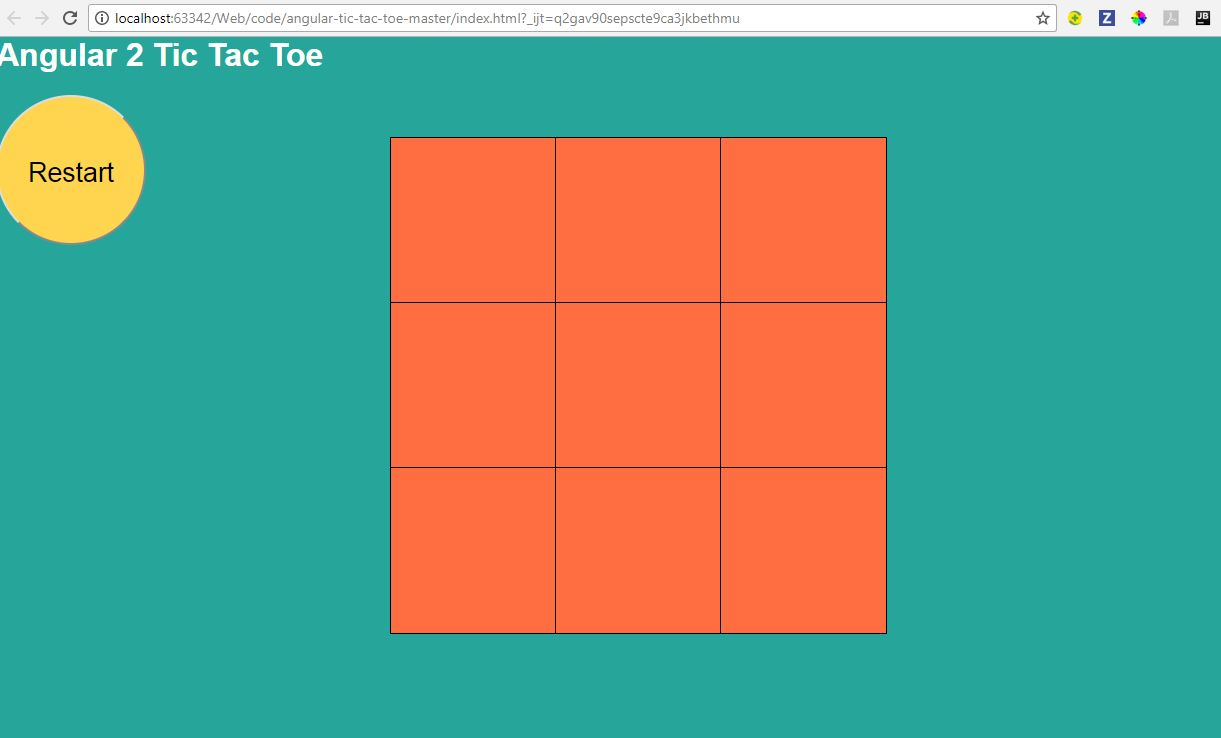 localhost:63342/Web/code/angular-tic-tac-toe-master/index.html?_ijt=q2gav90sepscte9ca3jkbethmu
Z
JB
Angular 2 Tic Tac Toe
Restart